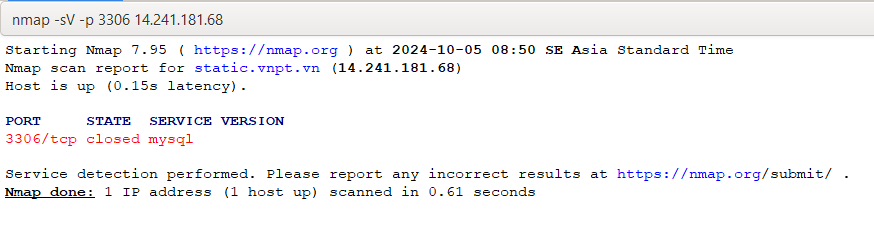 nmap -sV -p 3306 14.241.181.68
Starting Nmap 7.95 ( https://nmap.org ) at 2024-10-05 08:50 SE Asia Standard Time
Nmap scan report for static.vnpt.vn (14.241.181.68)
Host is up (0.15s latency).
PORT     STATE  SERVICE VERSION
3306/tcp closed mysql
Service detection performed. Please report any incorrect results at https://nmap.org/submit/ .
Nmap done: 1 IP address (1 host up) scanned in 0.61 seconds